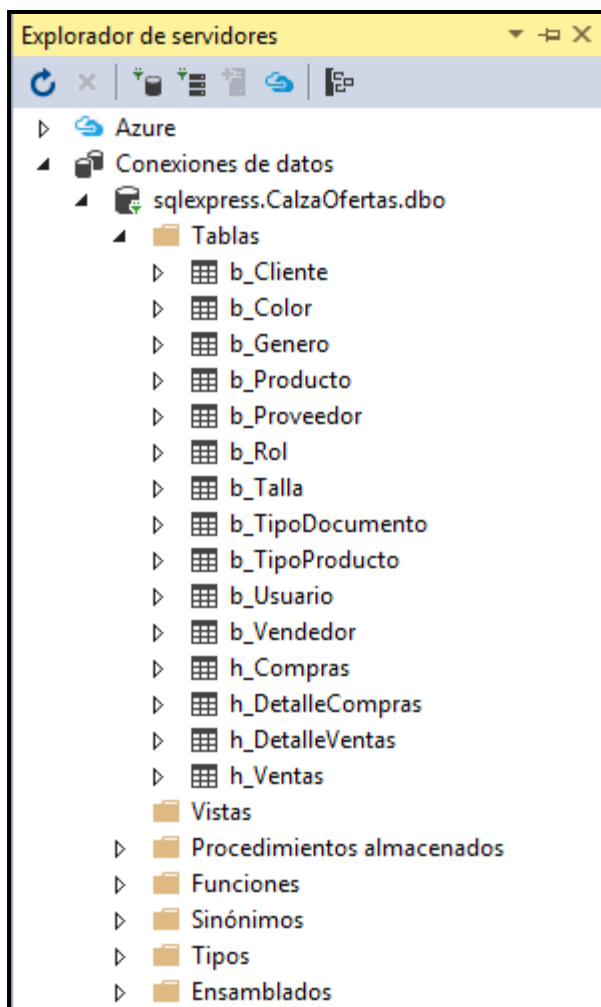 Explorador de servidores
Azure
Conexiones de datos
sqlexpress.CalzaOfertas.dbo
Tablas
b_Cliente
b_Color
b_Genero
b_Producto
b_Proveedor
b_Rol
b_Talla
b_TipoDocumento
b_TipoProducto
b_Usuario
b_Vendedor
h_Compras
h_DetalleCompras
h_DetalleVentas
h_Ventas
Vistas
Procedimientos almacenados
Funciones
Sinónimos
Tipos
Ensamblados